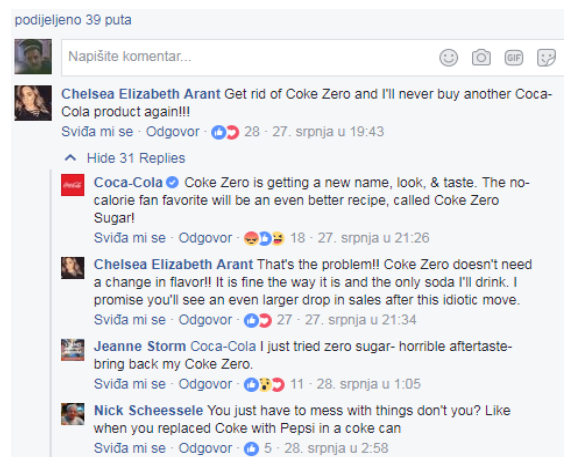 podijeljeno 39 puta
Napišite komentar...
GIF
Chelsea Elizabeth Arant Get rid of Coke Zero and I'll never buy another Coca-
Cola product again!!!
Sviđa mi se · Odgovor · 28 · 27. srpnja u 19:43
Hide 31 Replies
Coca-Cola Coke Zero is getting a new name, look, & taste. The no-
calorie fan favorite will be an even better recipe, called Coke Zero
Sugar!
Sviđa mi se · Odgovor · 18 · 27. srpnja u 21:26
Chelsea Elizabeth Arant That's the problem!! Coke Zero doesn't need
a change in flavor!! It is fine the way it is and the only soda I'll drink. I
promise you'll see an even larger drop in sales after this idiotic move.
Sviđa mi se · Odgovor · 27 · 27. srpnja u 21:34
Jeanne Storm Coca-Cola I just tried zero sugar- horrible aftertaste-
bring back my Coke Zero.
Sviđa mi se · Odgovor · 11 · 28. srpnja u 1:05
Nick Scheessele You just have to mess with things don't you? Like
when you replaced Coke with Pepsi in a coke can
Sviđa mi se · Odgovor · 5 · 28. srpnja u 2:58